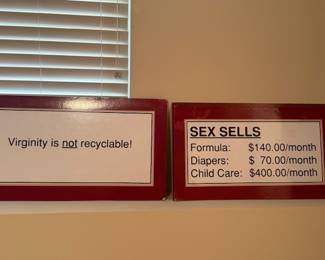 Virginity is not recyclable!
SEX SELLS
Formula: $140.00/month
Diapers: $ 70.00/month
Child Care: $400.00/month